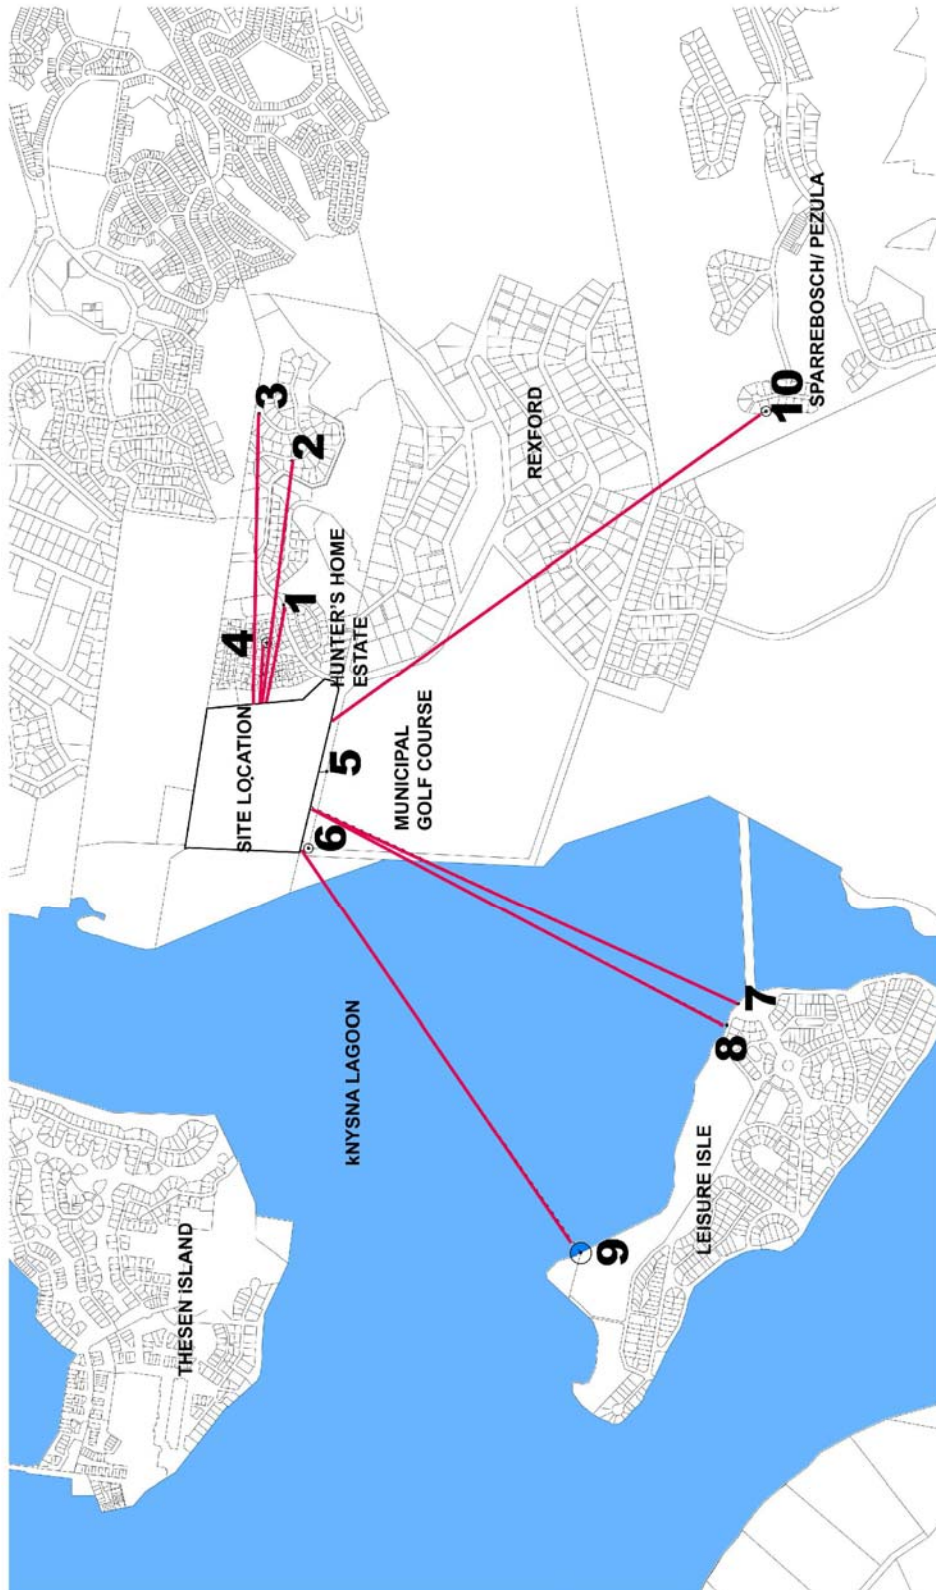 THESEN iSLAND
4
SITE LOCATION
3
1
2
HUNTER'S HOME
ESTATE
6
5
kNYSNA LAGOON
MUNICIPAL
GOLF COURSE
REXFORD
9
LEISURE ISLE
8
7
10
SPARREBOSCH/ PEZULA